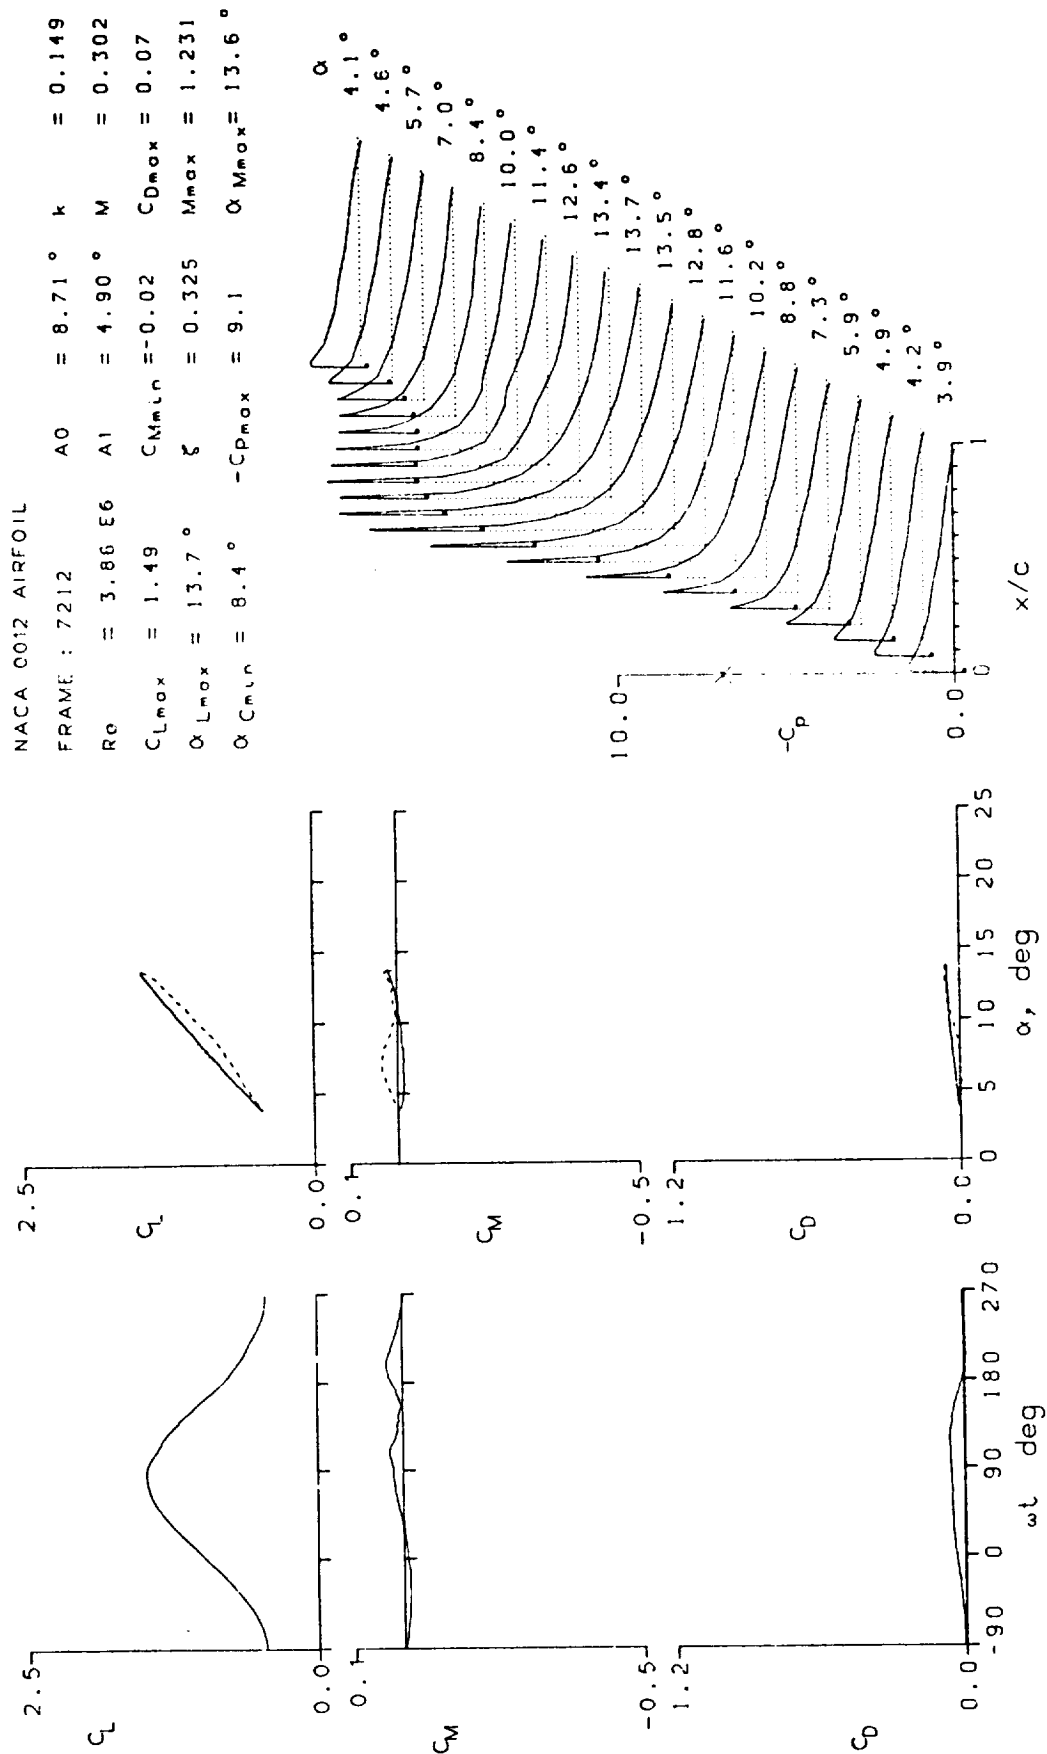 NACA 0012 AIRFOIL
FRAME : 7212 A0 = 8.71° k = 0.149
Re = 3.86 E6 A1 = 4.90° M = 0.302
CLmax = 1.49 CMmin =-0.02 CDmax = 0.07
αLmax = 13.7° ζ = 0.325 Mmax = 1.231
αCmin = 8.4° -CPmax = 9.1 αMmax= 13.6°
2.5
CL
0.0
0.1
CM
-0.5
1.2
CD
0.0
-90 0 90 180 270
ωt deg
2.5
CL
0.0
0.1
CM
-0.5
1.2
CD
0.0
0 5 10 15 20 25
α, deg
α
4.1°
4.6°
5.7°
7.0°
8.4°
10.0°
11.4°
12.6°
13.4°
13.7°
13.5°
12.8°
11.6°
10.2°
8.8°
7.3°
5.9°
4.9°
4.2°
3.9°
10.0
-CP
0.0
0 1
x/c